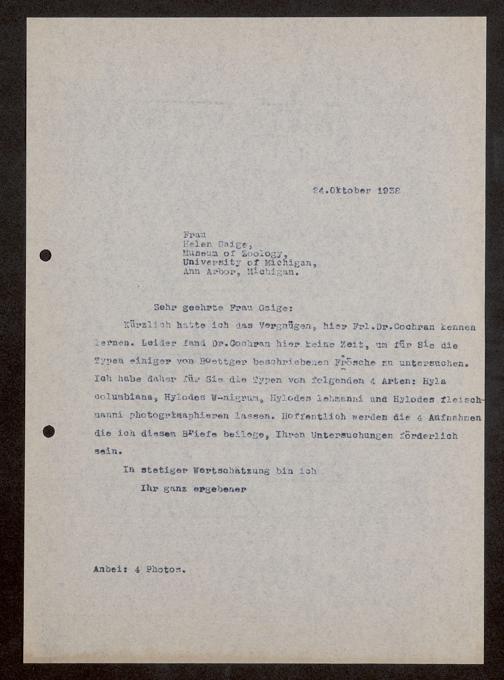 24.Oktober 1938
Frau
Helen Gaige,
Museum of Zoology,
University of Michigan,
Ann Arbor, Michigan.
Sehr geehrte Frau Gaige:
Kürzlich hatte ich das Vergnügen, hier Frl.Dr.Cochran kennen
lernen. Leider fand Dr.Cochran hier keine Zeit, um für Sie die
Typen einiger von Boettger beschriebenen Frösche zu untersuchen.
Ich habe daher für Sie die Typen von folgenden 4 Arten: Hyla
columbiana, Hylodes W-nigrum, Hylodes lehmanni und Hylodes fleisch-
manni photographieren lassen. Hoffentlich werden die 4 Aufnahmen
die ich diesem Briefe beilege, Ihren Untersuchungen förderlich
sein.
In stetiger Wertschätzung bin ich
Ihr ganz ergebener
Anbei: 4 Photos.